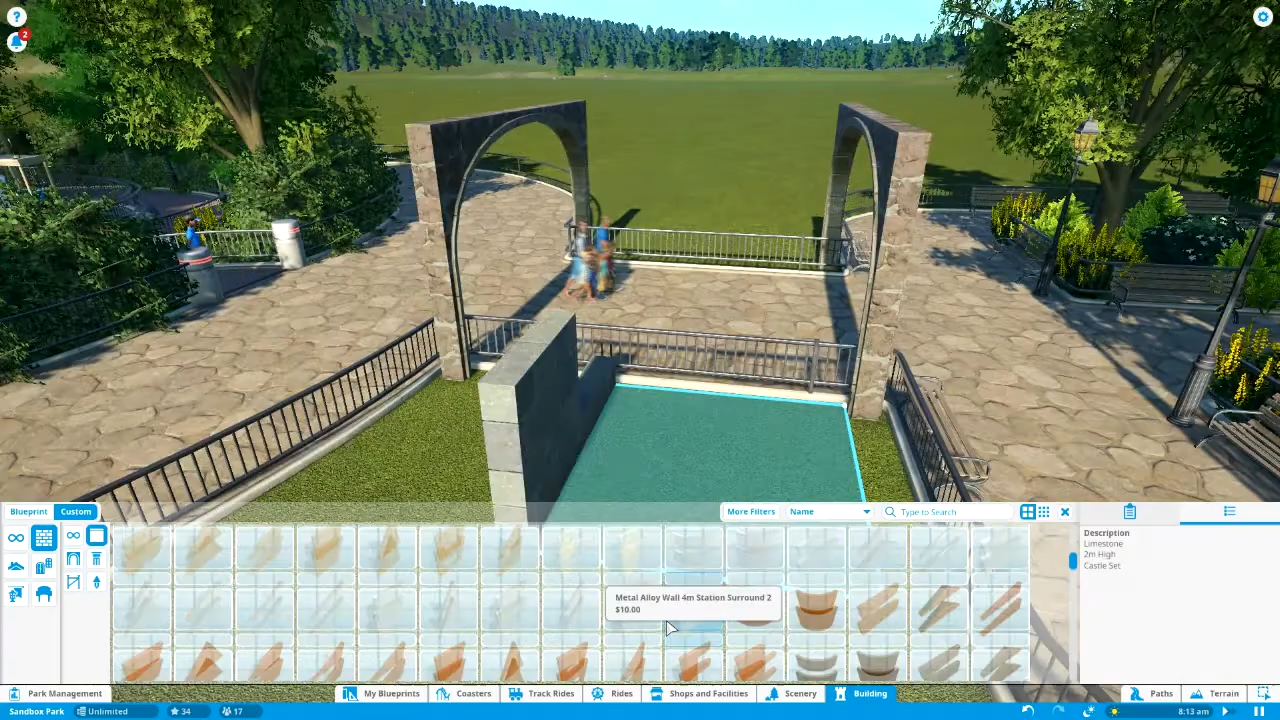 ?
2
Blueprint
Custom
More Filters
Name
Type to Search
Description
Limestone
2m High
Castle Set
Metal Alloy Wall 4m Station Surround 2
$10.00
Park Management
My Blueprints
Coasters
Track Rides
Rides
Shops and Facilities
Scenery
Building
Paths
Terrain
Sandbox Park
Unlimited
34
17
8:13 am